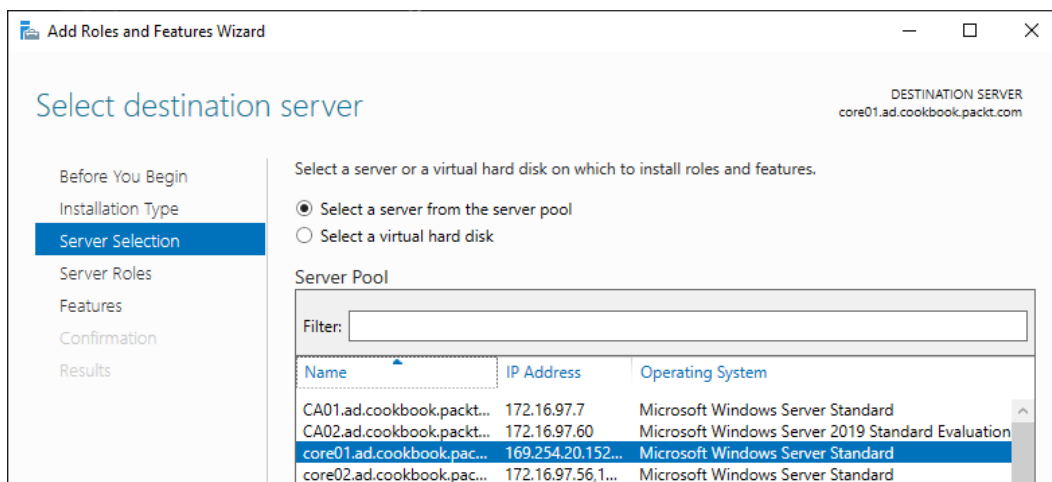 Add Roles and Features Wizard
Select destination server
DESTINATION SERVER
core01.ad.cookbook.packt.com
Before You Begin
Installation Type
Server Selection
Server Roles
Features
Confirmation
Results
Select a server or a virtual hard disk on which to install roles and features.
Select a server from the server pool
Select a virtual hard disk
Server Pool
Filter:
Name IP Address Operating System
CA01.ad.cookbook.packt... 172.16.97.7 Microsoft Windows Server Standard
CA02.ad.cookbook.packt... 172.16.97.60 Microsoft Windows Server 2019 Standard Evaluation
core01.ad.cookbook.pac... 169.254.20.152... Microsoft Windows Server Standard
core02.ad.cookbook.pac... 172.16.97.56,1... Microsoft Windows Server Standard